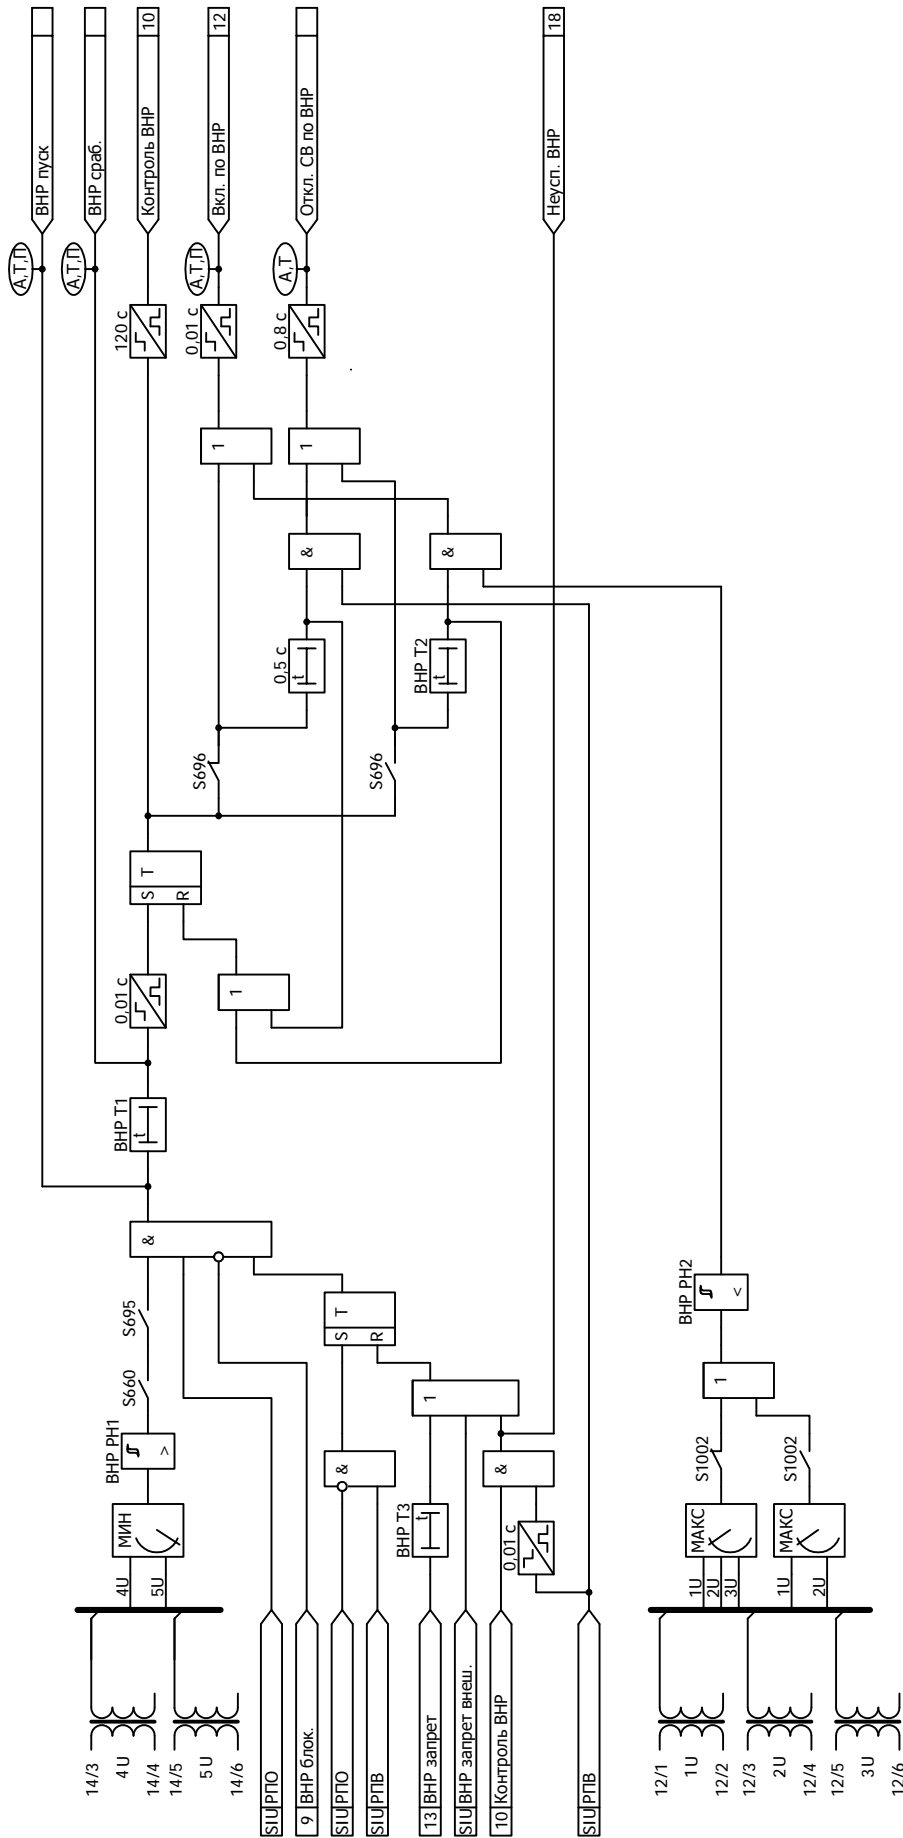 ВНР пуск
ВНР сраб.
10 Контроль ВНР
12 Вкл. по ВНР
Откл. СВ по ВНР
18 Неусп. ВНР
А,Т,П
А,Т,П
А,Т,П
А,Т
120 с
0,01 с
0,8 с
1
1
&
&
0,5 с
t
ВНР Т2
t
S696
S696
S T
R
0,01 с
1
ВНР Т1
t
&
S695
S660
ВНР РН1
>
МИН
4U
5U
S T
R
&
1
ВНР Т3
t
&
0,01 с
ВНР РН2
<
1
S1002
S1002
МАКС
МАКС
1U
2U
3U
1U
2U
14/3
4 U
14/4
14/5
5 U
14/6
SIU РПО
9 ВНР блок.
SIU РПО
SIU РПВ
13 ВНР запрет
SIU ВНР запрет внеш.
10 Контроль ВНР
SIU РПВ
12/1
1 U
12/2
12/3
2U
12/4
12/5
3 U
12/6